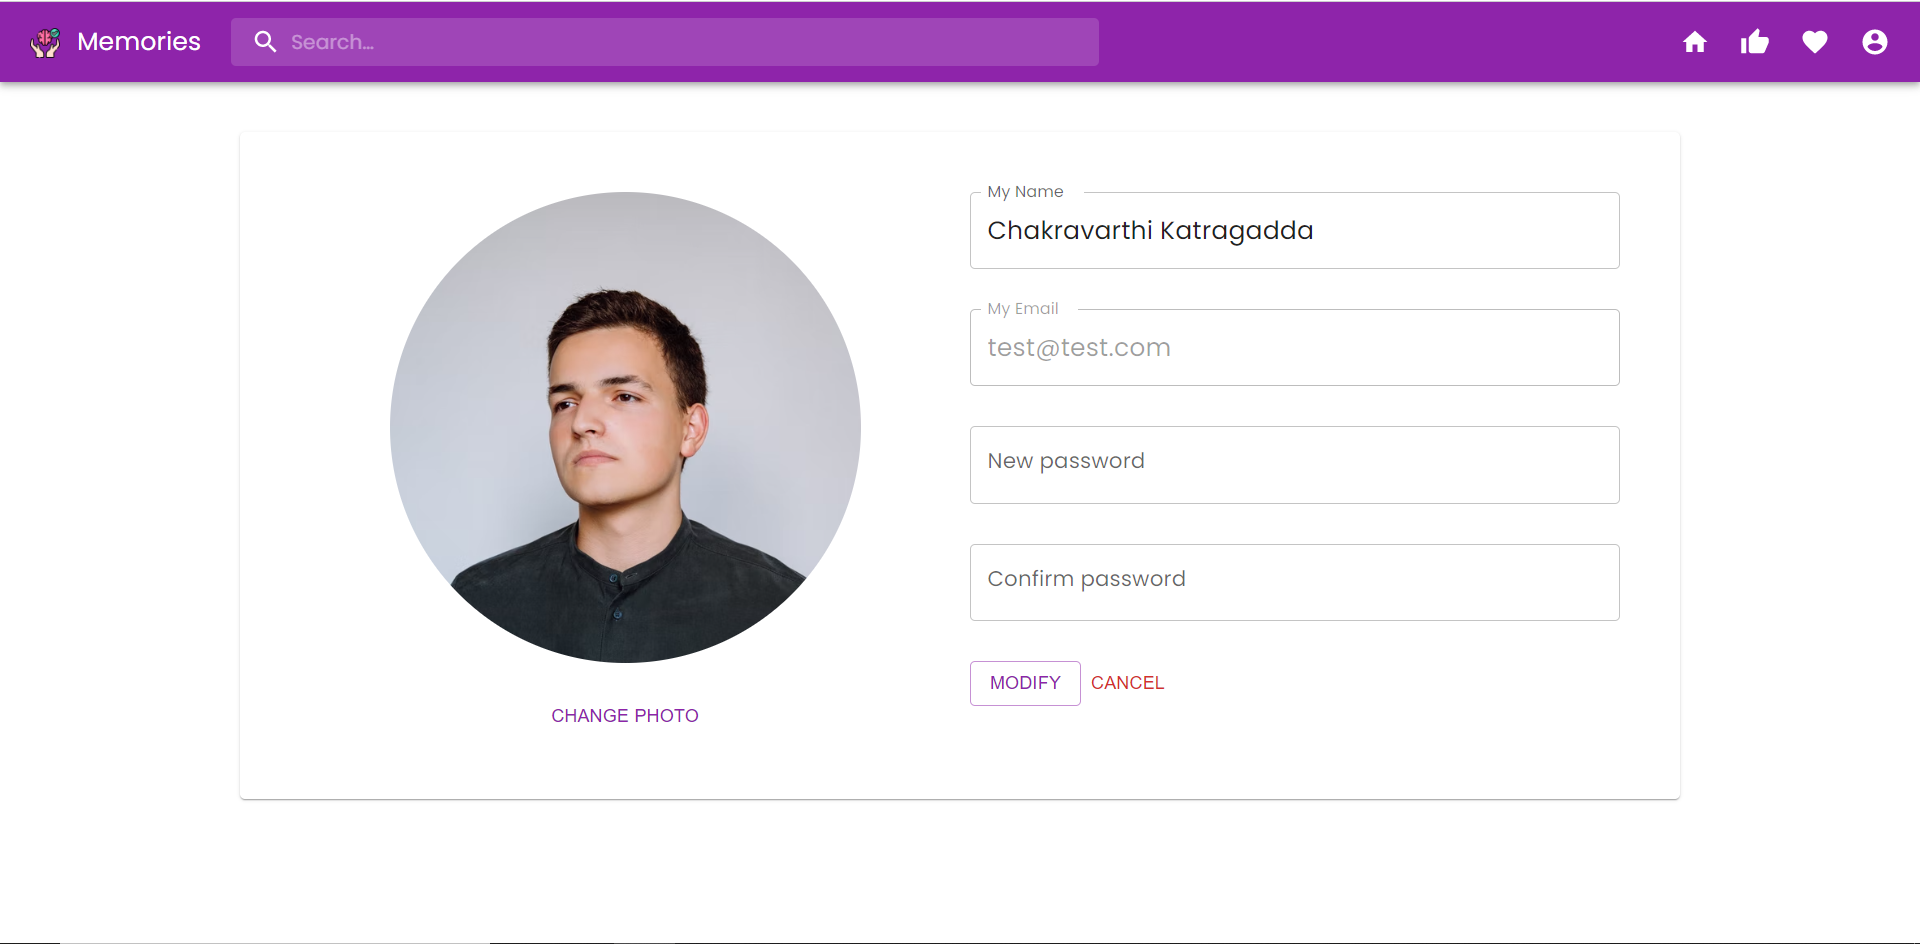 Memories
Search...
My Name
Chakravarthi Katragadda
My Email
test@test.com
New password
Confirm password
MODIFY CANCEL
CHANGE PHOTO